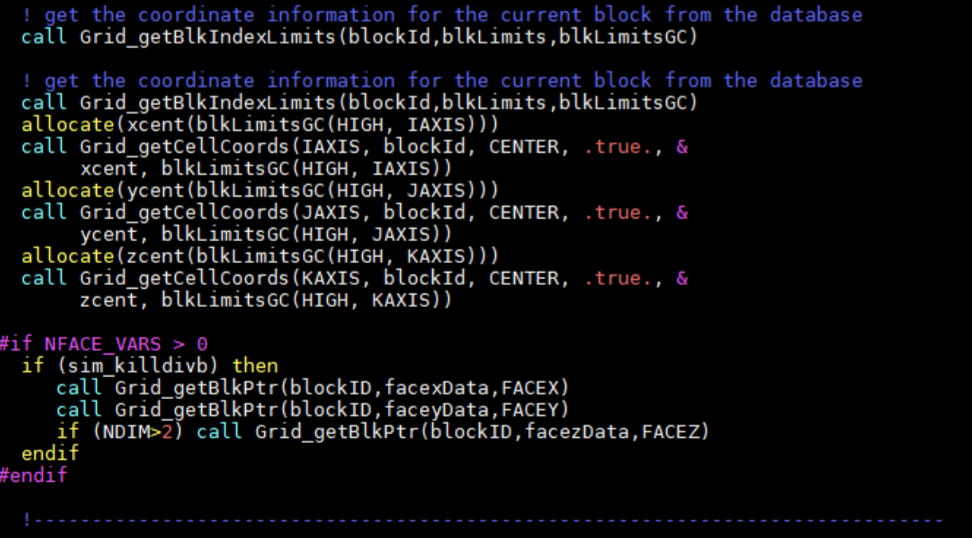 ! get the coordinate information for the current block from the database
call Grid_getBlkIndexLimits(blockId,blkLimits,blkLimitsGC)
! get the coordinate information for the current block from the database
call Grid_getBlkIndexLimits(blockId,blkLimits,blkLimitsGC)
allocate(xcent(blkLimitsGC(HIGH, IAXIS)))
call Grid_getCellCoords(IAXIS, blockId, CENTER, .true., &
xcent, blkLimitsGC(HIGH, IAXIS))
allocate(ycent(blkLimitsGC(HIGH, JAXIS)))
call Grid_getCellCoords(JAXIS, blockId, CENTER, .true., &
ycent, blkLimitsGC(HIGH, JAXIS))
allocate(zcent(blkLimitsGC(HIGH, KAXIS)))
call Grid_getCellCoords(KAXIS, blockId, CENTER, .true., &
zcent, blkLimitsGC(HIGH, KAXIS))
#if NFACE_VARS > 0
if (sim_killdivb) then
call Grid_getBlkPtr(blockID,facexData,FACEX)
call Grid_getBlkPtr(blockID,faceyData,FACEY)
if (NDIM>2) call Grid_getBlkPtr(blockID,facezData,FACEZ)
endif
#endif
!------------------------------------------------------------------------------